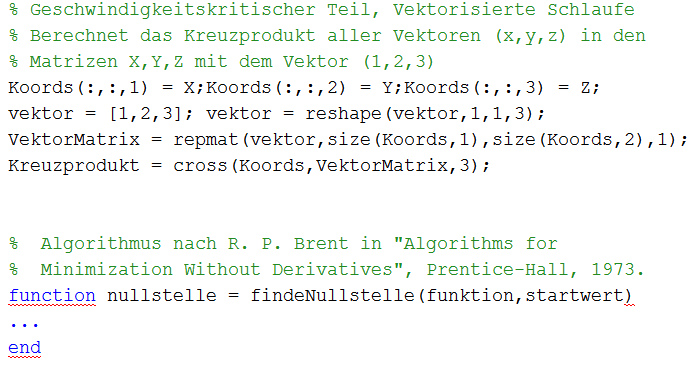 % Geschwindigkeitskritischer Teil, Vektorisierte Schlaufe
% Berechnet das Kreuzprodukt aller Vektoren (x,y,z) in den
% Matrizen X,Y,Z mit dem Vektor (1,2,3)
Koords(:,:,1) = X;Koords(:,:,2) = Y;Koords(:,:,3) = Z;
vektor = [1,2,3]; vektor = reshape(vektor,1,1,3);
VektorMatrix = repmat(vektor,size(Koords,1),size(Koords,2),1);
Kreuzprodukt = cross(Koords,VektorMatrix,3);
%  Algorithmus nach R. P. Brent in "Algorithms for
%  Minimization Without Derivatives", Prentice-Hall, 1973.
function nullstelle = findeNullstelle(funktion,startwert)
...
end